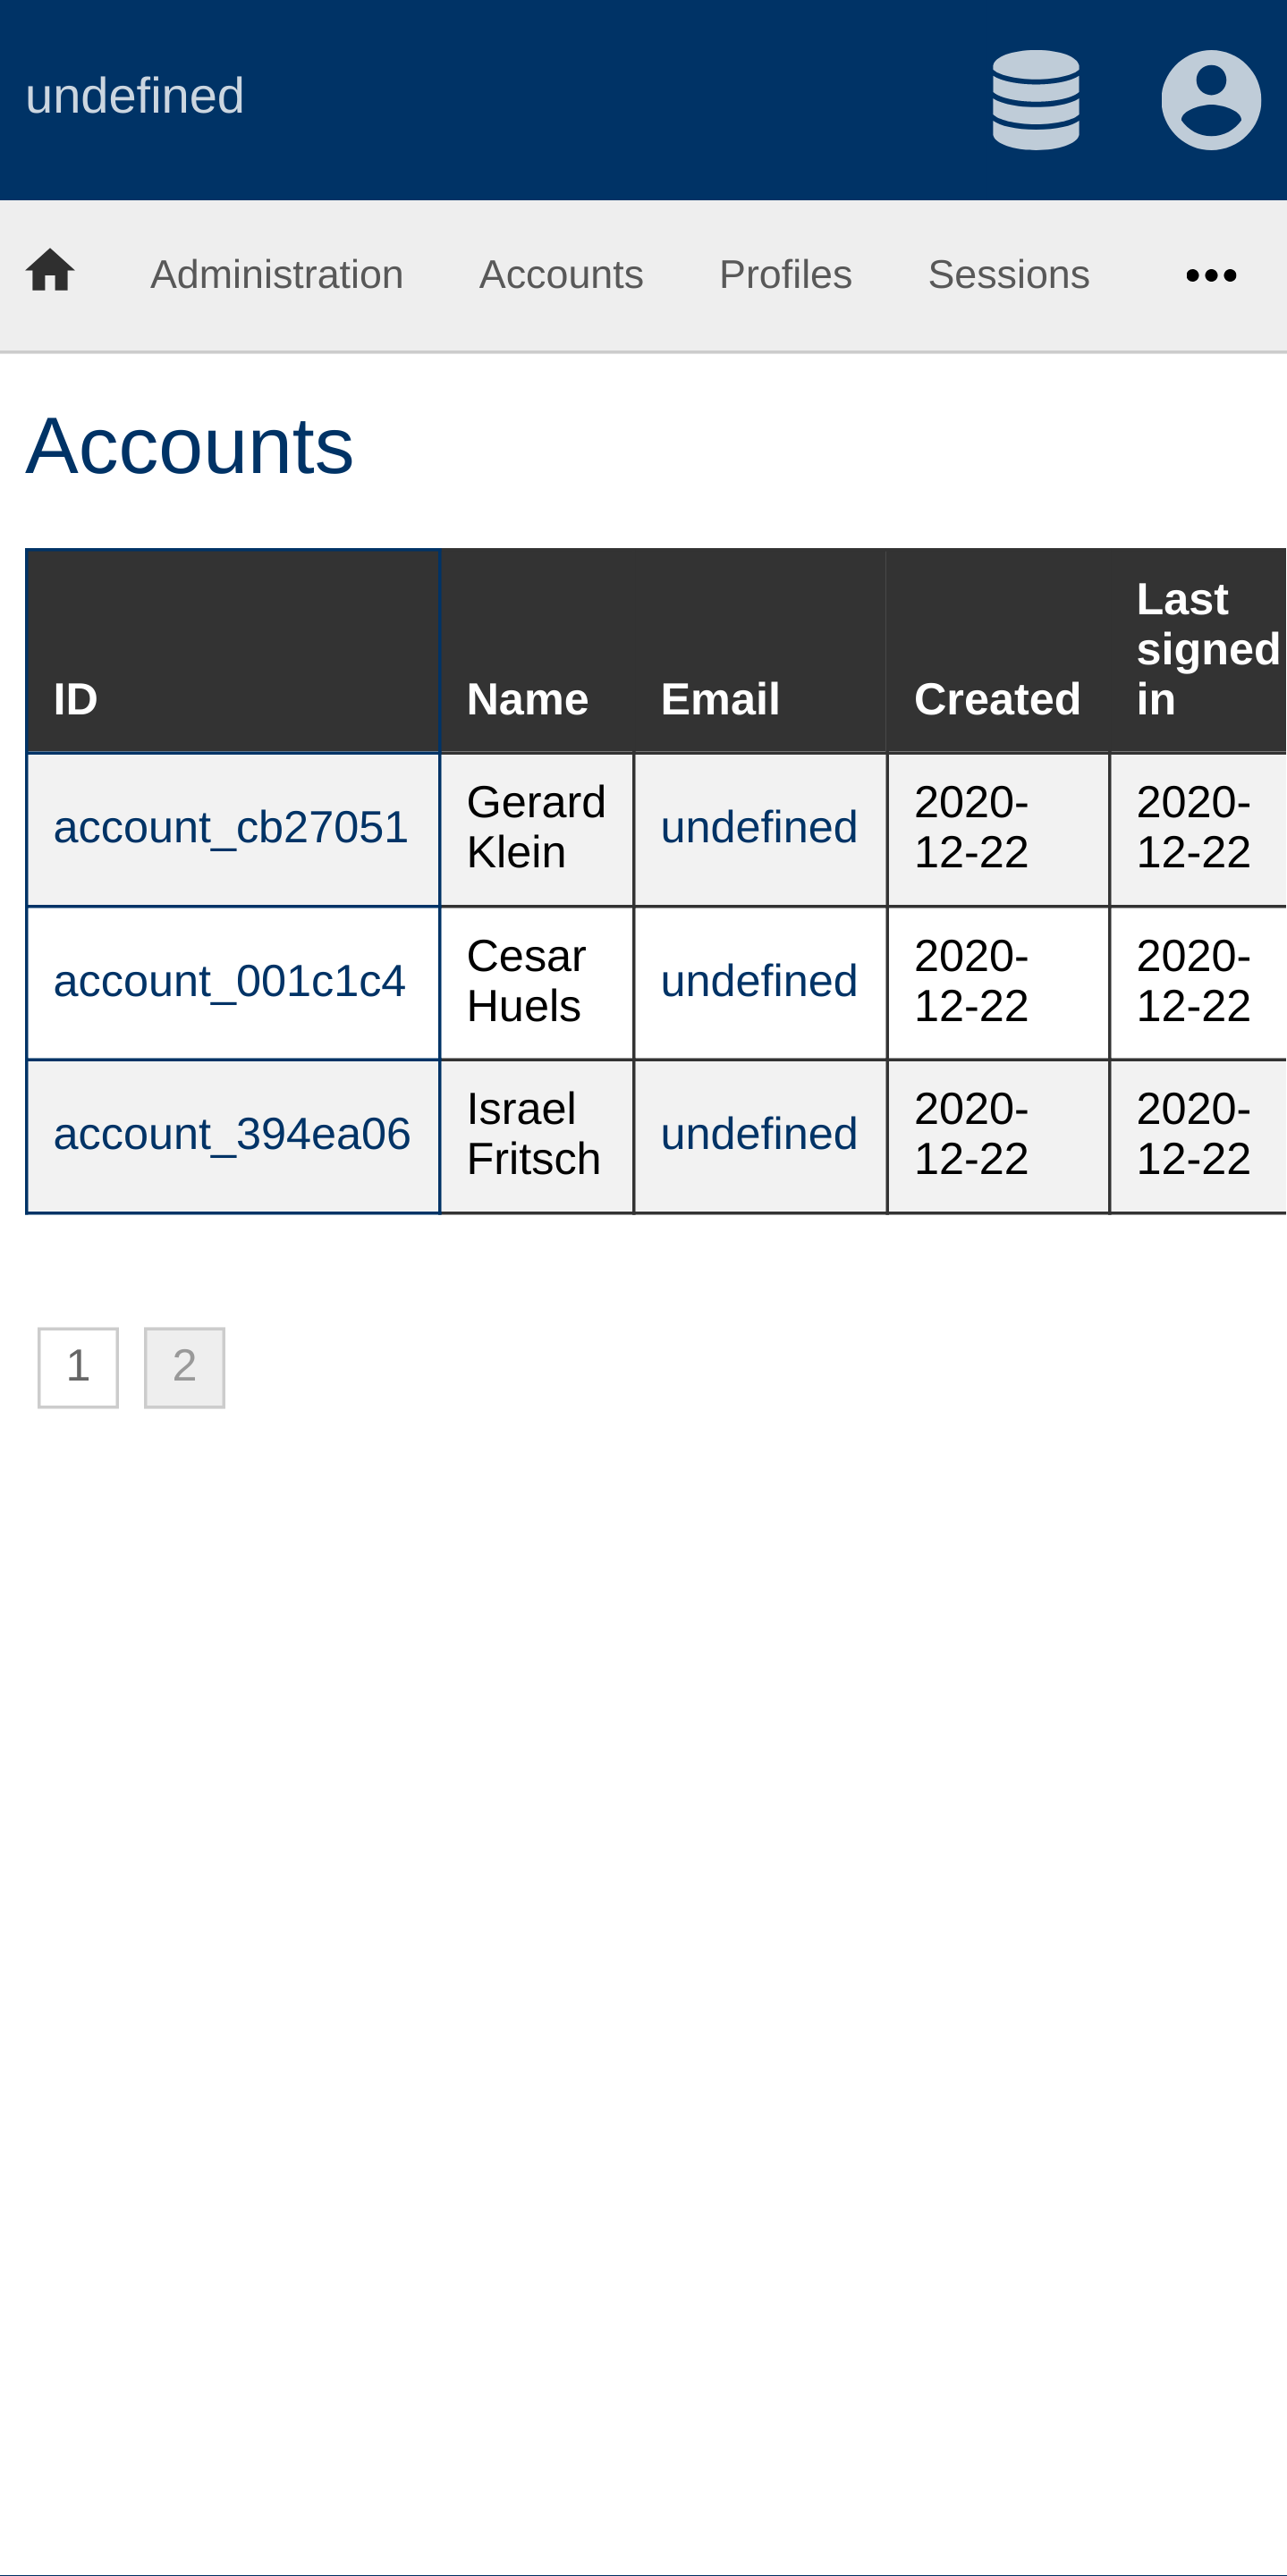 undefined
Administration Accounts Profiles Sessions •••
Accounts
ID Name Email Created Last signed in
account_cb27051 Gerard Klein undefined 2020-12-22 2020-12-22
account_001c1c4 Cesar Huels undefined 2020-12-22 2020-12-22
account_394ea06 Israel Fritsch undefined 2020-12-22 2020-12-22
1 2